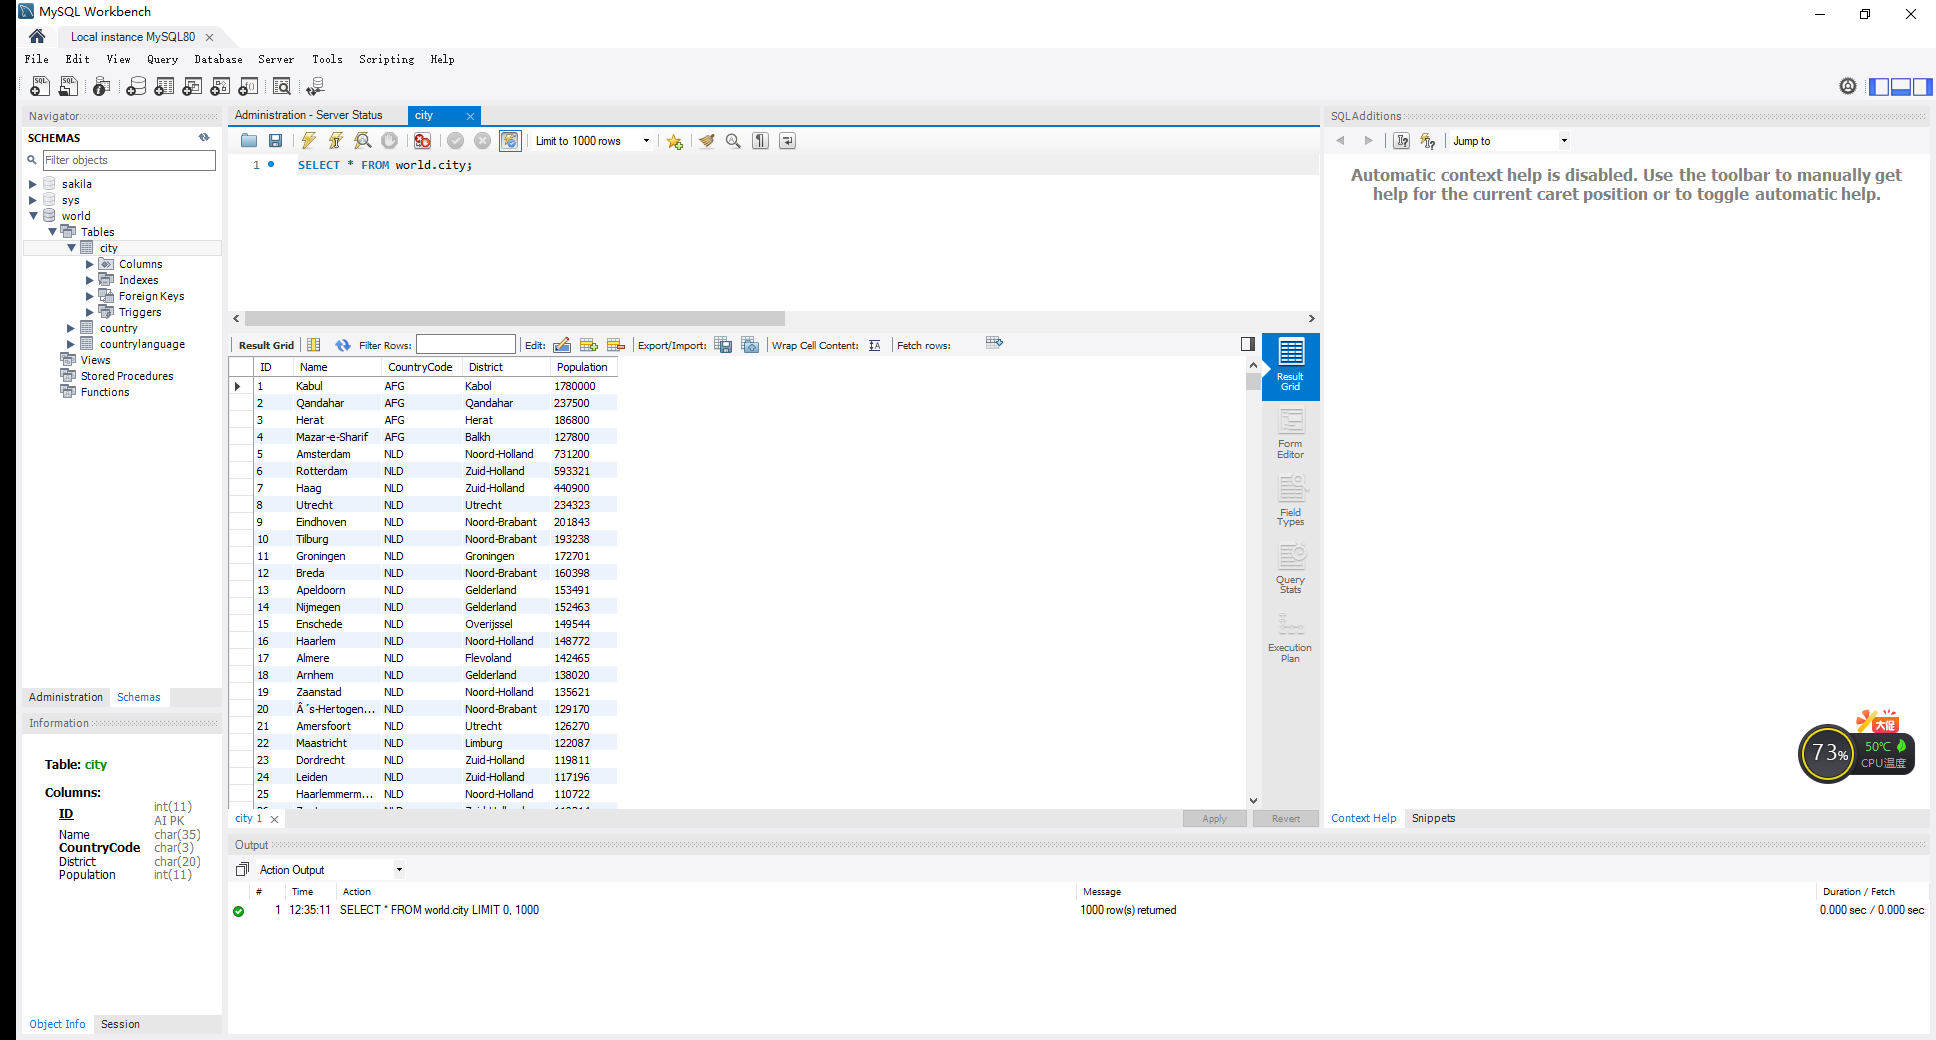 MySQL Workbench
Local instance MySQL80
File Edit View Query Database Server Tools Scripting Help
Navigator
SCHEMAS
Filter objects
sakila
sys
world
Tables
city
Columns
Indexes
Foreign Keys
Triggers
country
countrylanguage
Views
Stored Procedures
Functions
Administration Schemas
Information
Table: city
Columns:
ID int(11) AI PK
Name char(35)
CountryCode char(3)
District char(20)
Population int(11)
Object Info Session
Administration - Server Status city
Limit to 1000 rows
1 SELECT * FROM world.city;
Result Grid Filter Rows: Edit: Export/Import: Wrap Cell Content: Fetch rows:
ID Name CountryCode District Population
1 Kabul AFG Kabol 1780000
2 Qandahar AFG Qandahar 237500
3 Herat AFG Herat 186800
4 Mazar-e-Sharif AFG Balkh 127800
5 Amsterdam NLD Noord-Holland 731200
6 Rotterdam NLD Zuid-Holland 593321
7 Haag NLD Zuid-Holland 440900
8 Utrecht NLD Utrecht 234323
9 Eindhoven NLD Noord-Brabant 201843
10 Tilburg NLD Noord-Brabant 193238
11 Groningen NLD Groningen 172701
12 Breda NLD Noord-Brabant 160398
13 Apeldoorn NLD Gelderland 153491
14 Nijmegen NLD Gelderland 152463
15 Enschede NLD Overijssel 149544
16 Haarlem NLD Noord-Holland 148772
17 Almere NLD Flevoland 142465
18 Arnhem NLD Gelderland 138020
19 Zaanstad NLD Noord-Holland 135621
20 Â´s-Hertogen... NLD Noord-Brabant 129170
21 Amersfoort NLD Utrecht 126270
22 Maastricht NLD Limburg 122087
23 Dordrecht NLD Zuid-Holland 119811
24 Leiden NLD Zuid-Holland 117196
25 Haarlemmerm... NLD Noord-Holland 110722
Result Grid
Form Editor
Field Types
Query Stats
Execution Plan
city 1
Apply Revert
SQLAdditions
Jump to
Automatic context help is disabled. Use the toolbar to manually get
help for the current caret position or to toggle automatic help.
大促
73% 50℃
CPU温度
Context Help Snippets
Output
Action Output
# Time Action Message Duration / Fetch
1 12:35:11 SELECT * FROM world.city LIMIT 0, 1000 1000 row(s) returned 0.000 sec / 0.000 sec